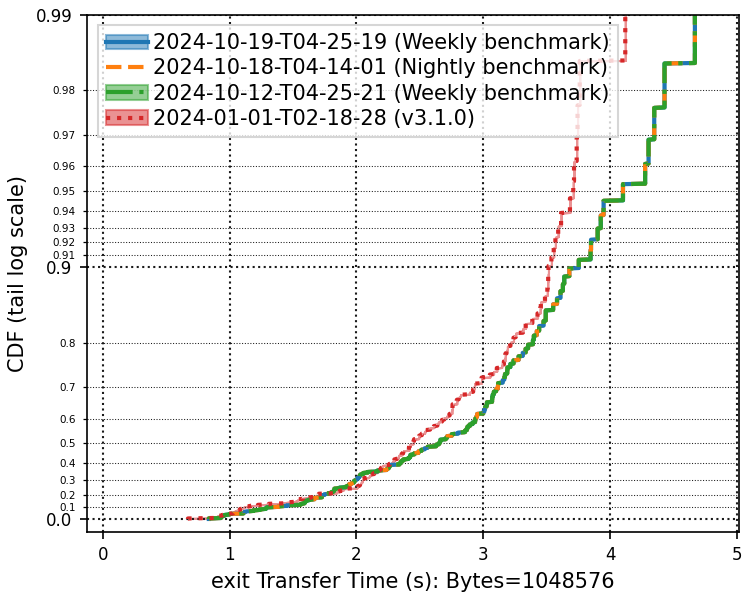 0.99
2024-10-19-T04-25-19 (Weekly benchmark)
2024-10-18-T04-14-01 (Nightly benchmark)
2024-10-12-T04-25-21 (Weekly benchmark)
2024-01-01-T02-18-28 (v3.1.0)
0.98
0.97
0.96
0.95
0.94
0.93
0.92
0.91
0.9
0.8
0.7
0.6
0.5
0.4
0.3
0.2
0.1
0.0
CDF (tail log scale)
0 1 2 3 4 5
exit Transfer Time (s): Bytes=1048576